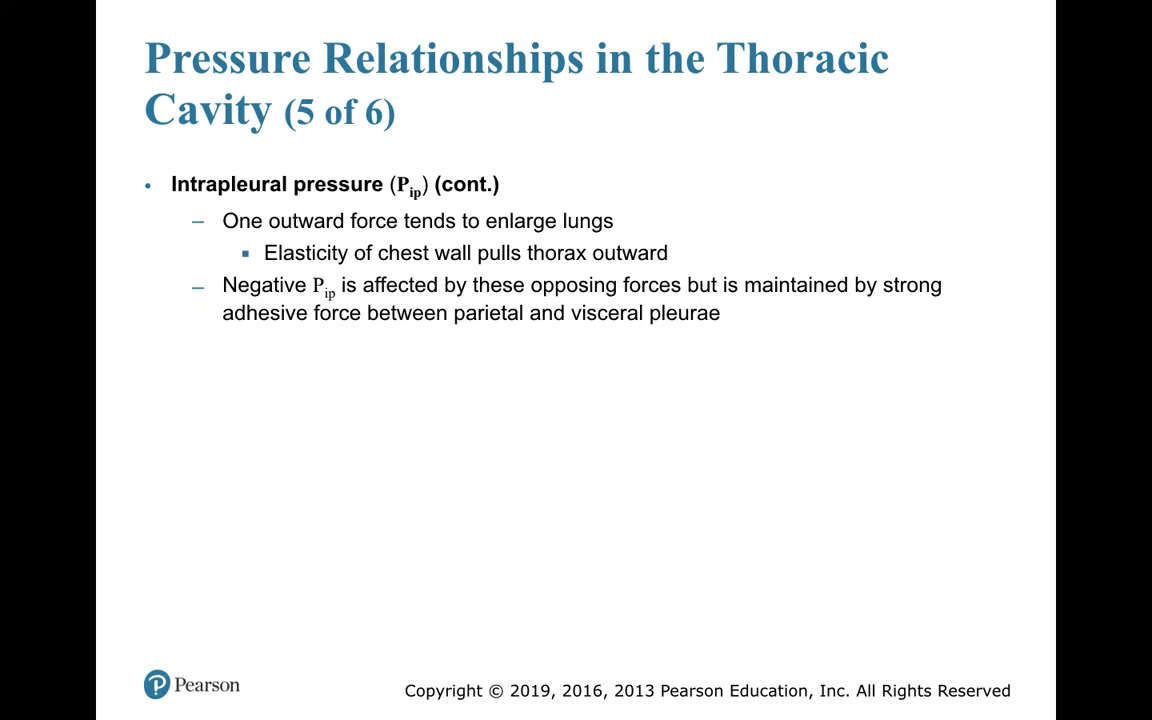 Pressure Relationships in the Thoracic
Cavity (5 of 6)
• Intrapleural pressure (Pip) (cont.)
– One outward force tends to enlarge lungs
▪ Elasticity of chest wall pulls thorax outward
– Negative Pip is affected by these opposing forces but is maintained by strong
adhesive force between parietal and visceral pleurae
Pearson
Copyright © 2019, 2016, 2013 Pearson Education, Inc. All Rights Reserved